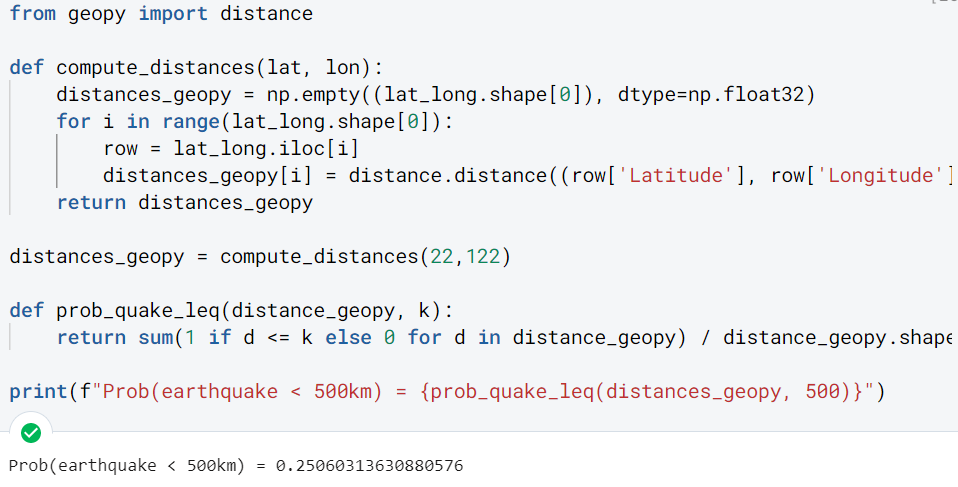 from geopy import distance
def compute_distances(lat, lon):
    distances_geopy = np.empty((lat_long.shape[0]), dtype=np.float32)
    for i in range(lat_long.shape[0]):
        row = lat_long.iloc[i]
        distances_geopy[i] = distance.distance((row['Latitude'], row['Longitude']
    return distances_geopy
distances_geopy = compute_distances(22,122)
def prob_quake_leq(distance_geopy, k):
    return sum(1 if d <= k else 0 for d in distance_geopy) / distance_geopy.shape
print(f"Prob(earthquake < 500km) = {prob_quake_leq(distances_geopy, 500)}")
Prob(earthquake < 500km) = 0.25060313630880576